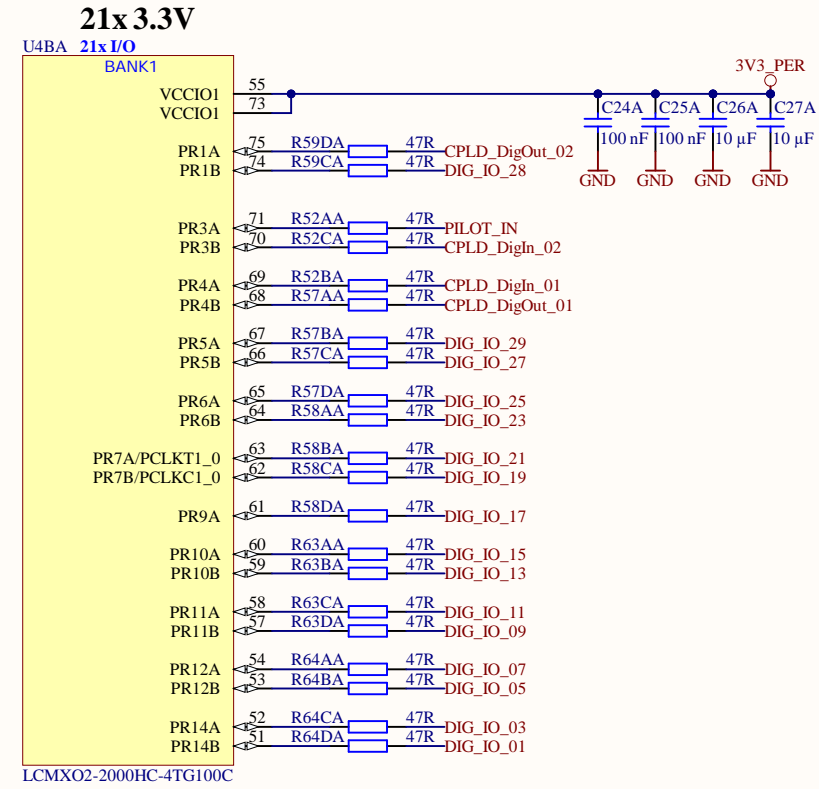 21x 3.3V
U4BA 21x I/O
BANK1
3V3_PER
VCCIO1 55
VCCIO1 73
C24A C25A C26A C27A
100 nF 100 nF 10 µF 10 µF
GND GND GND GND
PR1A 75 R59DA 47R CPLD_DigOut_02
PR1B 74 R59CA 47R DIG_IO_28
PR3A 71 R52AA 47R PILOT_IN
PR3B 70 R52CA 47R CPLD_DigIn_02
PR4A 69 R52BA 47R CPLD_DigIn_01
PR4B 68 R57AA 47R CPLD_DigOut_01
PR5A 67 R57BA 47R DIG_IO_29
PR5B 66 R57CA 47R DIG_IO_27
PR6A 65 R57DA 47R DIG_IO_25
PR6B 64 R58AA 47R DIG_IO_23
PR7A/PCLKT1_0 63 R58BA 47R DIG_IO_21
PR7B/PCLKC1_0 62 R58CA 47R DIG_IO_19
PR9A 61 R58DA 47R DIG_IO_17
PR10A 60 R63AA 47R DIG_IO_15
PR10B 59 R63BA 47R DIG_IO_13
PR11A 58 R63CA 47R DIG_IO_11
PR11B 57 R63DA 47R DIG_IO_09
PR12A 54 R64AA 47R DIG_IO_07
PR12B 53 R64BA 47R DIG_IO_05
PR14A 52 R64CA 47R DIG_IO_03
PR14B 51 R64DA 47R DIG_IO_01
LCMXO2-2000HC-4TG100C